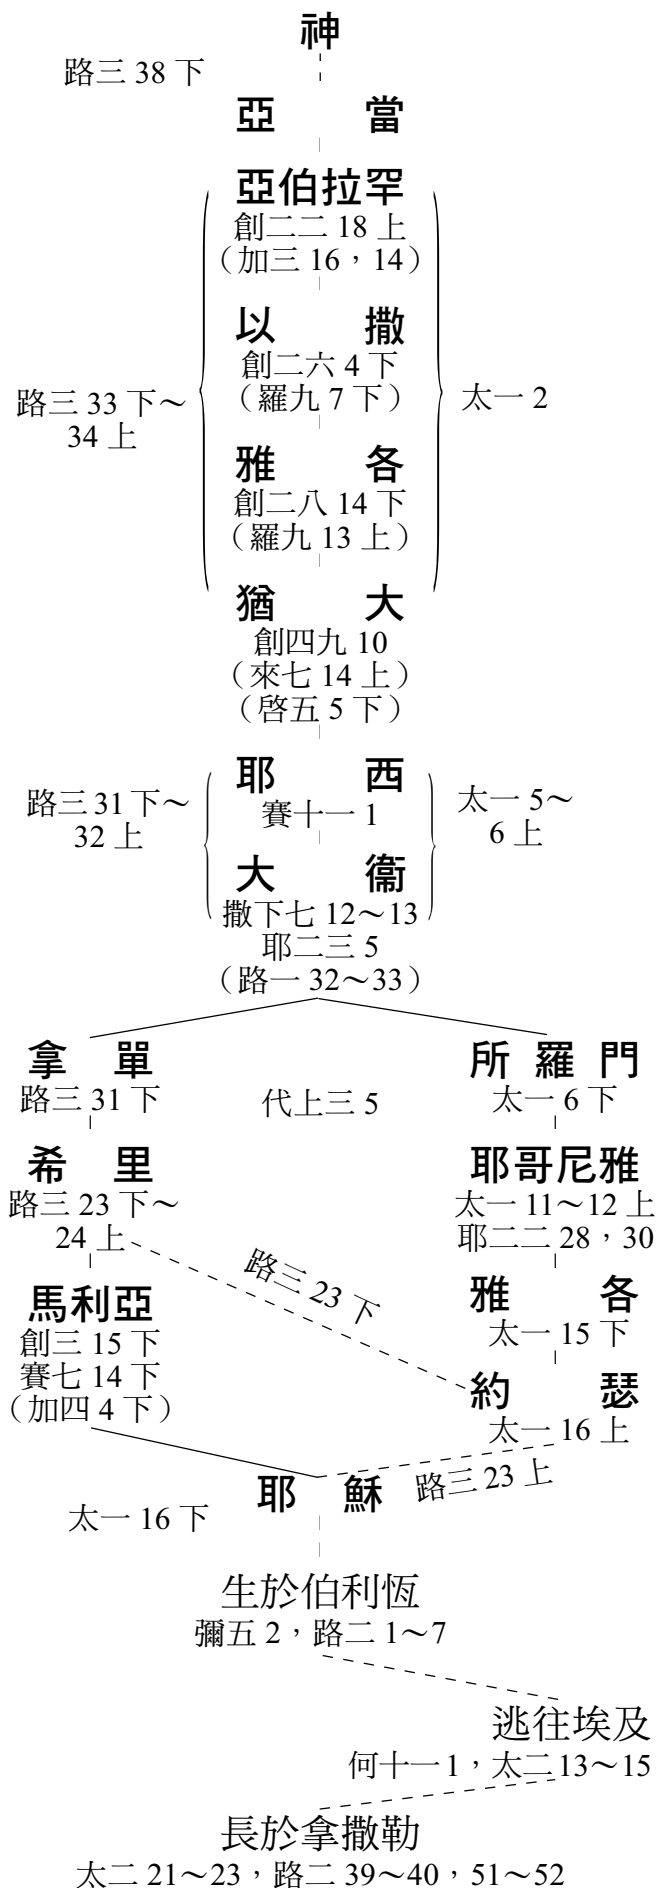 神
路三 38 下
亞當
亞伯拉罕
創二二 18 上
（加三 16，14）
以撒
創二六 4 下
（羅九 7 下）
路三 33 下～
34 上
太一 2
雅各
創二八 14 下
（羅九 13 上）
猶大
創四九 10
（來七 14 上）
（啓五 5 下）
耶西
賽十一 1
路三 31 下～
32 上
太一 5～
6 上
大衞
撒下七 12～13
耶二三 5
（路一 32～33）
拿單
路三 31 下
代上三 5
所羅門
太一 6 下
希里
路三 23 下～
24 上
耶哥尼雅
太一 11～12 上
耶二二 28，30
路三 23 下
馬利亞
創三 15 下
賽七 14 下
（加四 4 下）
雅各
太一 15 下
約瑟
太一 16 上
路三 23 上
耶穌
太一 16 下
生於伯利恆
彌五 2，路二 1～7
逃往埃及
何十一 1，太二 13～15
長於拿撒勒
太二 21～23，路二 39～40，51～52